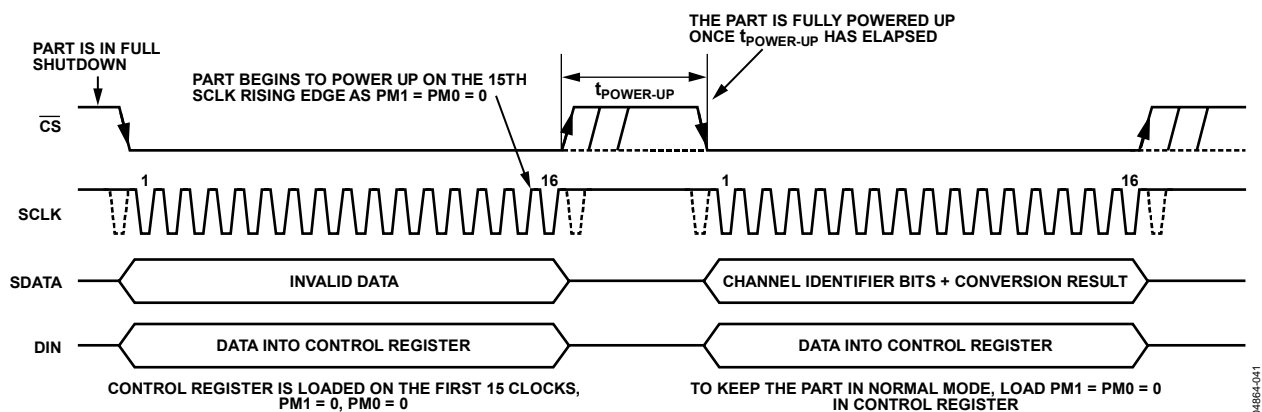 THE PART IS FULLY POWERED UP
ONCE tPOWER-UP HAS ELAPSED
PART IS IN FULL
SHUTDOWN
PART BEGINS TO POWER UP ON THE 15TH
SCLK RISING EDGE AS PM1 = PM0 = 0
tPOWER-UP
CS
1 16 1 16
SCLK
SDATA INVALID DATA CHANNEL IDENTIFIER BITS + CONVERSION RESULT
DIN DATA INTO CONTROL REGISTER DATA INTO CONTROL REGISTER
CONTROL REGISTER IS LOADED ON THE FIRST 15 CLOCKS,
PM1 = 0, PM0 = 0
TO KEEP THE PART IN NORMAL MODE, LOAD PM1 = PM0 = 0
IN CONTROL REGISTER
04864-041